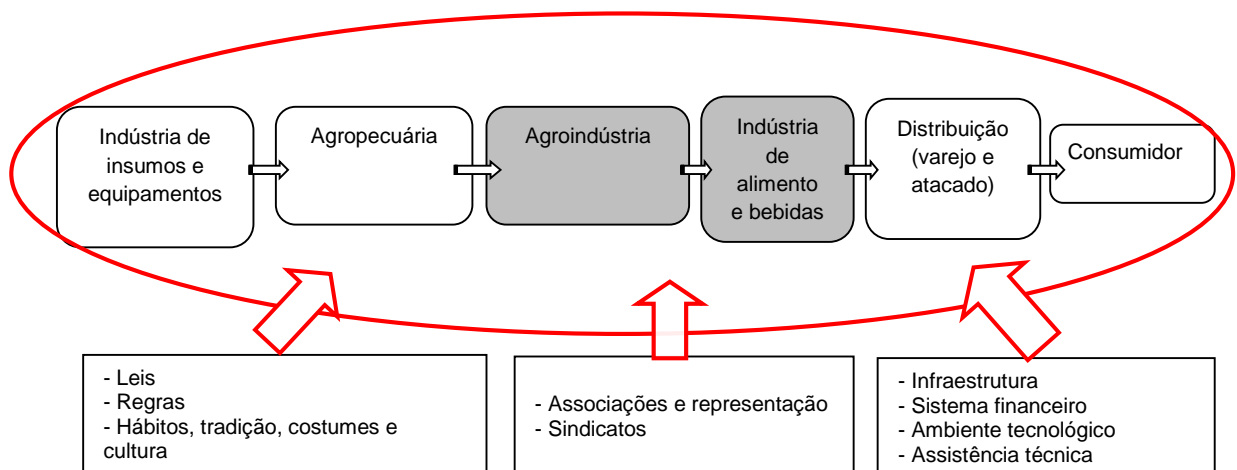 Indústria de
insumos e
equipamentos
Agropecuária
Agroindústria
Indústria
de
alimento
e bebidas
Distribuição
(varejo e
atacado)
Consumidor
- Leis
- Regras
- Hábitos, tradição, costumes e
cultura
- Associações e representação
- Sindicatos
- Infraestrutura
- Sistema financeiro
- Ambiente tecnológico
- Assistência técnica